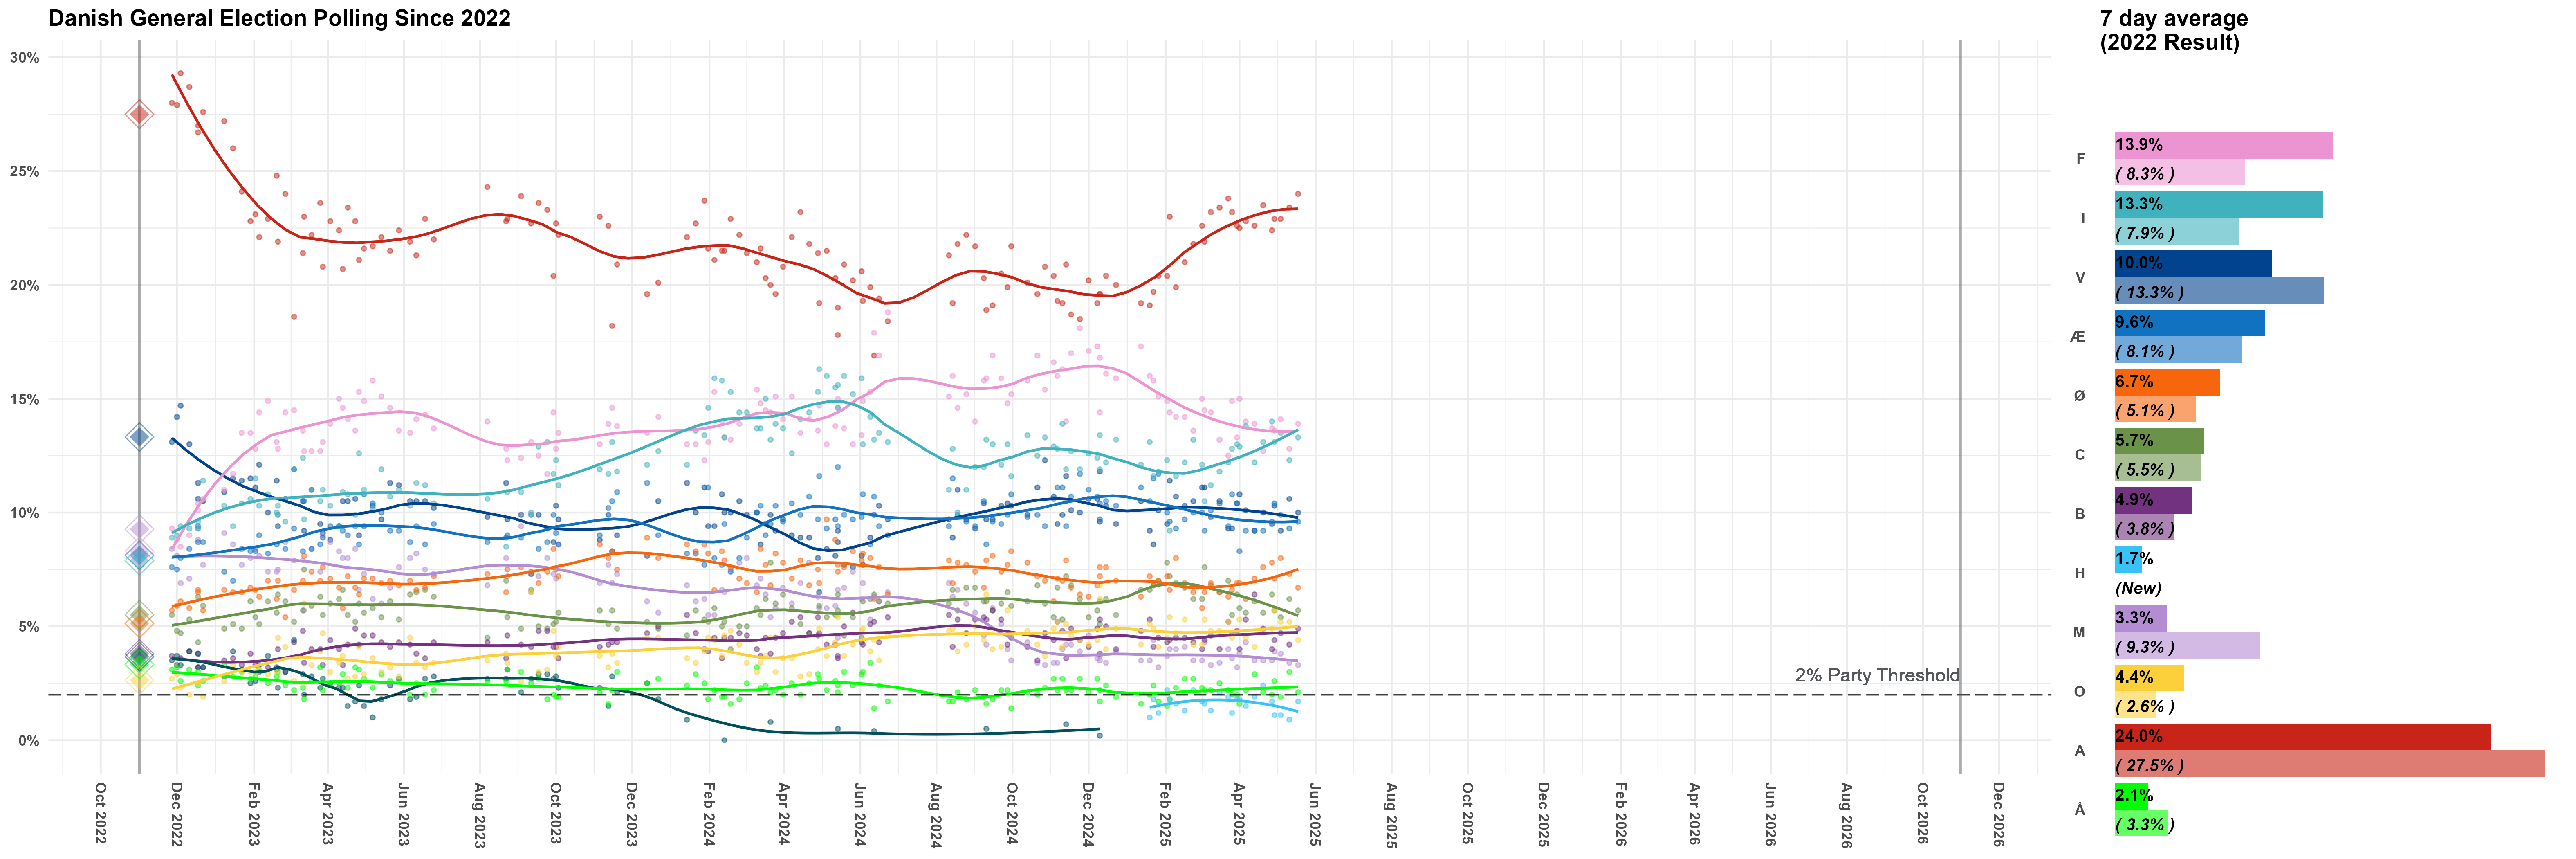 Danish General Election Polling Since 2022
7 day average
(2022 Result)
30%
25%
20%
15%
10%
5%
0%
2% Party Threshold
Oct 2022
Dec 2022
Feb 2023
Apr 2023
Jun 2023
Aug 2023
Oct 2023
Dec 2023
Feb 2024
Apr 2024
Jun 2024
Aug 2024
Oct 2024
Dec 2024
Feb 2025
Apr 2025
Jun 2025
Aug 2025
Oct 2025
Dec 2025
Feb 2026
Apr 2026
Jun 2026
Aug 2026
Oct 2026
Dec 2026
F
13.9%
( 8.3% )
I
13.3%
( 7.9% )
V
10.0%
( 13.3% )
Æ
9.6%
( 8.1% )
Ø
6.7%
( 5.1% )
C
5.7%
( 5.5% )
B
4.9%
( 3.8% )
H
1.7%
(New)
M
3.3%
( 9.3% )
O
4.4%
( 2.6% )
A
24.0%
( 27.5% )
Å
2.1%
( 3.3% )